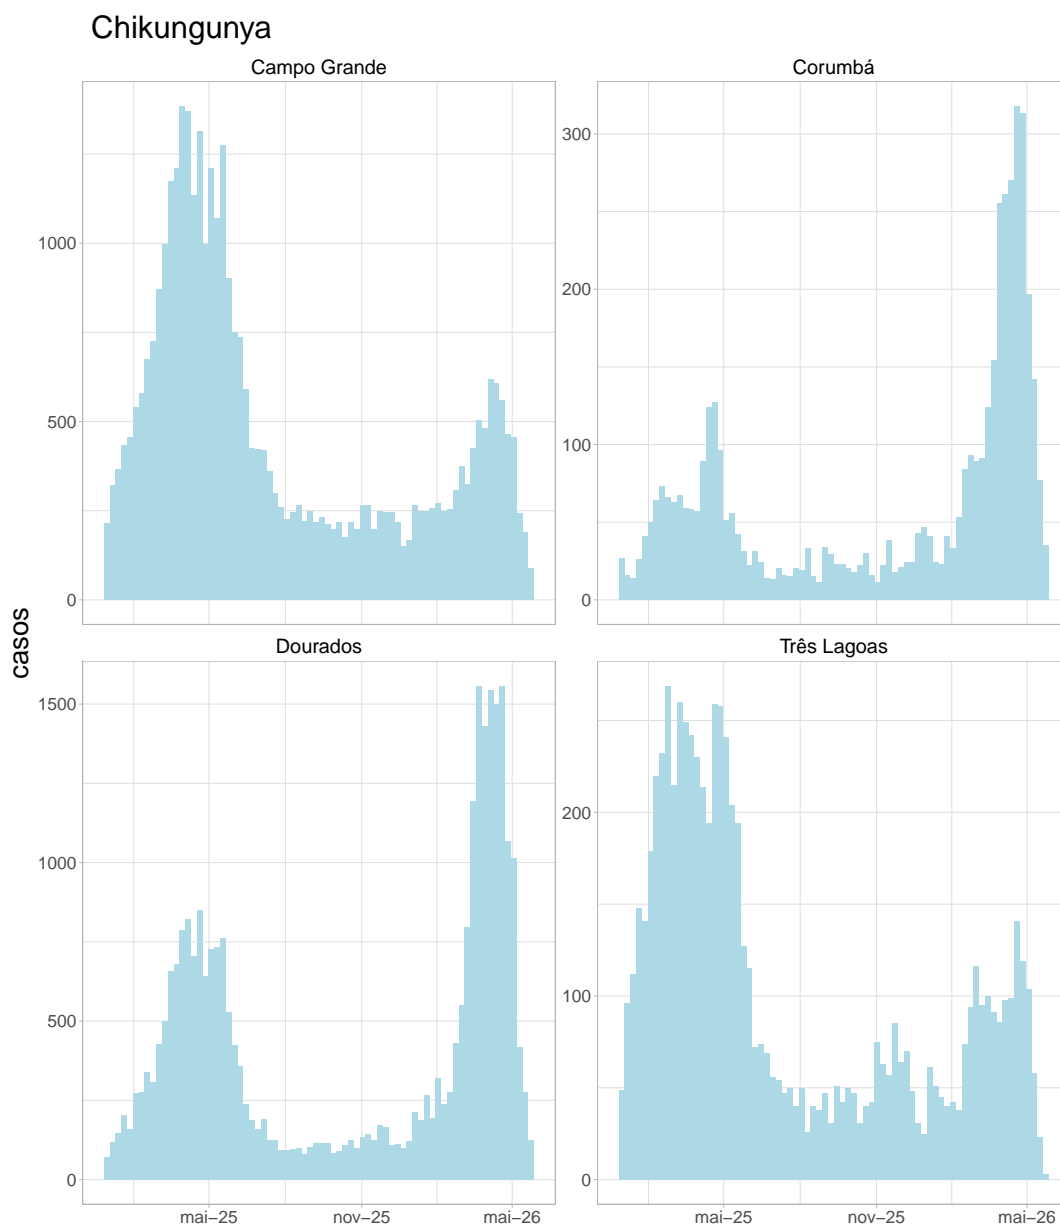 Chikungunya
Campo Grande
Corumbá
1000
500
0
300
200
100
0
casos
Dourados
Três Lagoas
1500
1000
500
0
200
100
0
mai–25
nov–25
mai–26
mai–25
nov–25
mai–26